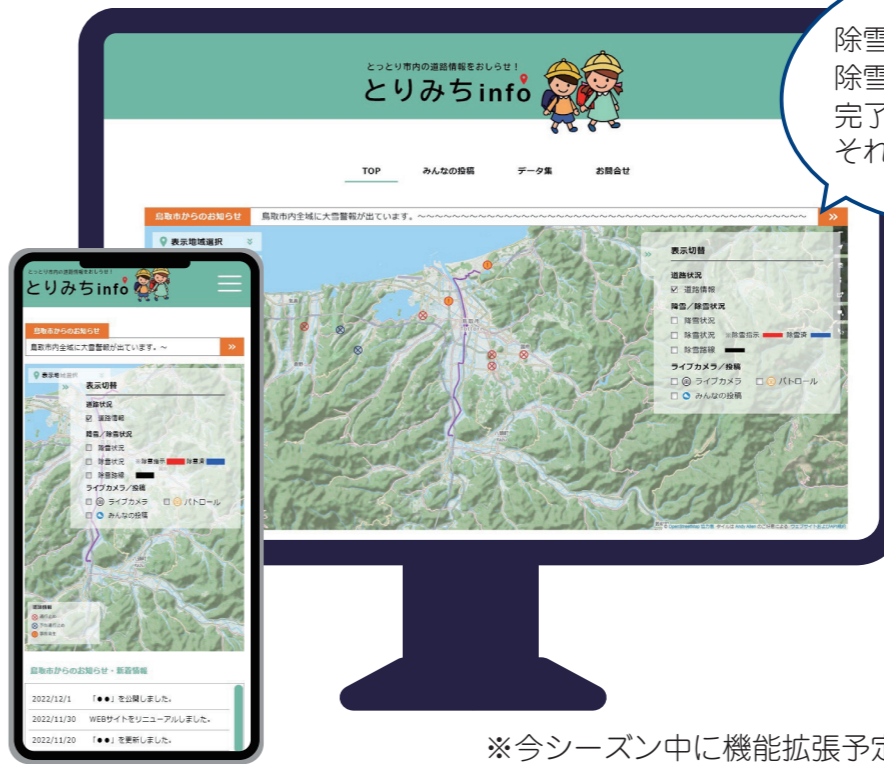 除雪
除雪
完了
それ
とっとり市内の道路情報をおしらせ！
とりみちinfo
TOP
みんなの投稿
データ集
お問合せ
鳥取市からのお知らせ
鳥取市内全域に大雪警報が出ています。～～～～～～～～～～～～～～～～～～～～～～～～～～～～～～～～～～～～～～～～～～
表示地域選択
表示切替
道路状況
道路情報
降雪／除雪状況
降雪状況
除雪状況 ※除雪指示 除雪済
除雪路線
ライブカメラ／投稿
ライブカメラ パトロール
みんなの投稿
とっとり市内の道路情報をおしらせ！
とりみちinfo
鳥取市からのお知らせ
鳥取市内全域に大雪警報が出ています。～
表示地域選択
表示切替
道路状況
道路情報
降雪／除雪状況
降雪状況
除雪状況 ※除雪指示 除雪済
除雪路線
ライブカメラ／投稿
ライブカメラ パトロール
みんなの投稿
道路情報
鳥取市からのお知らせ・新着情報
2022/12/1 「●●」を公開しました。
2022/11/30 WEBサイトをリニューアルしました。
2022/11/20 「●●」を更新しました。
※今シーズン中に機能拡張予定